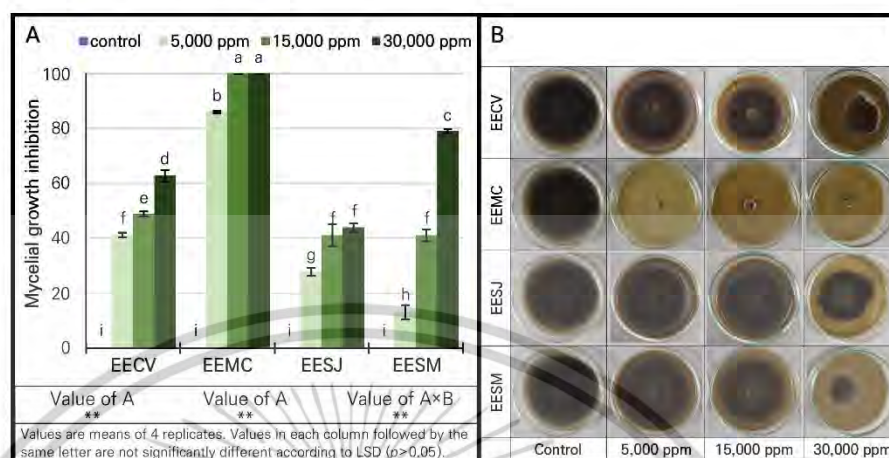 A
control 5,000 ppm 15,000 ppm 30,000 ppm
Mycelial growth inhibition
100
80
60
40
20
0
i f e d
i b a a
i g f f
i h f c
EECV EEMC EESJ EESM
Value of A Value of A Value of A×B
** ** **
Values are means of 4 replicates. Values in each column followed by the
same letter are not significantly different according to LSD (p>0.05).
B
EECV
EEMC
EESJ
EESM
Control 5,000 ppm 15,000 ppm 30,000 ppm